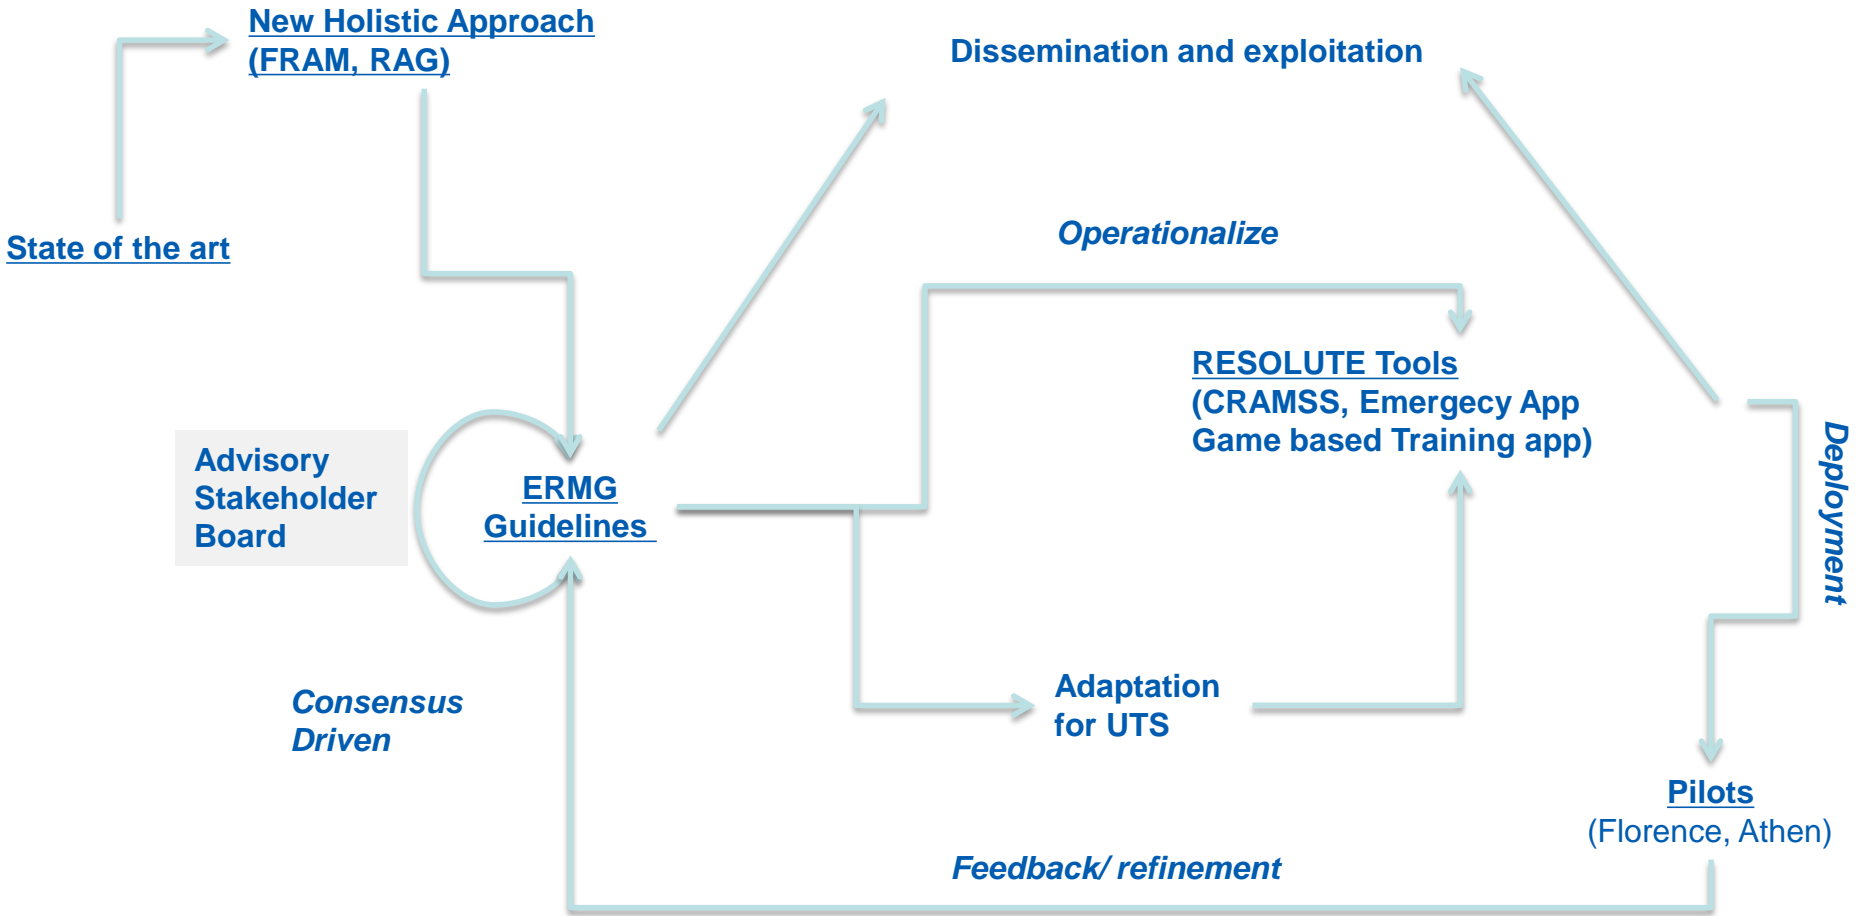 New Holistic Approach
(FRAM, RAG)
Dissemination and exploitation
State of the art
Operationalize
RESOLUTE Tools
(CRAMSS, Emergecy App
Game based Training app)
Deployment
Advisory
Stakeholder
Board
ERMG
Guidelines
Consensus
Driven
Adaptation
for UTS
Pilots
(Florence, Athen)
Feedback/ refinement